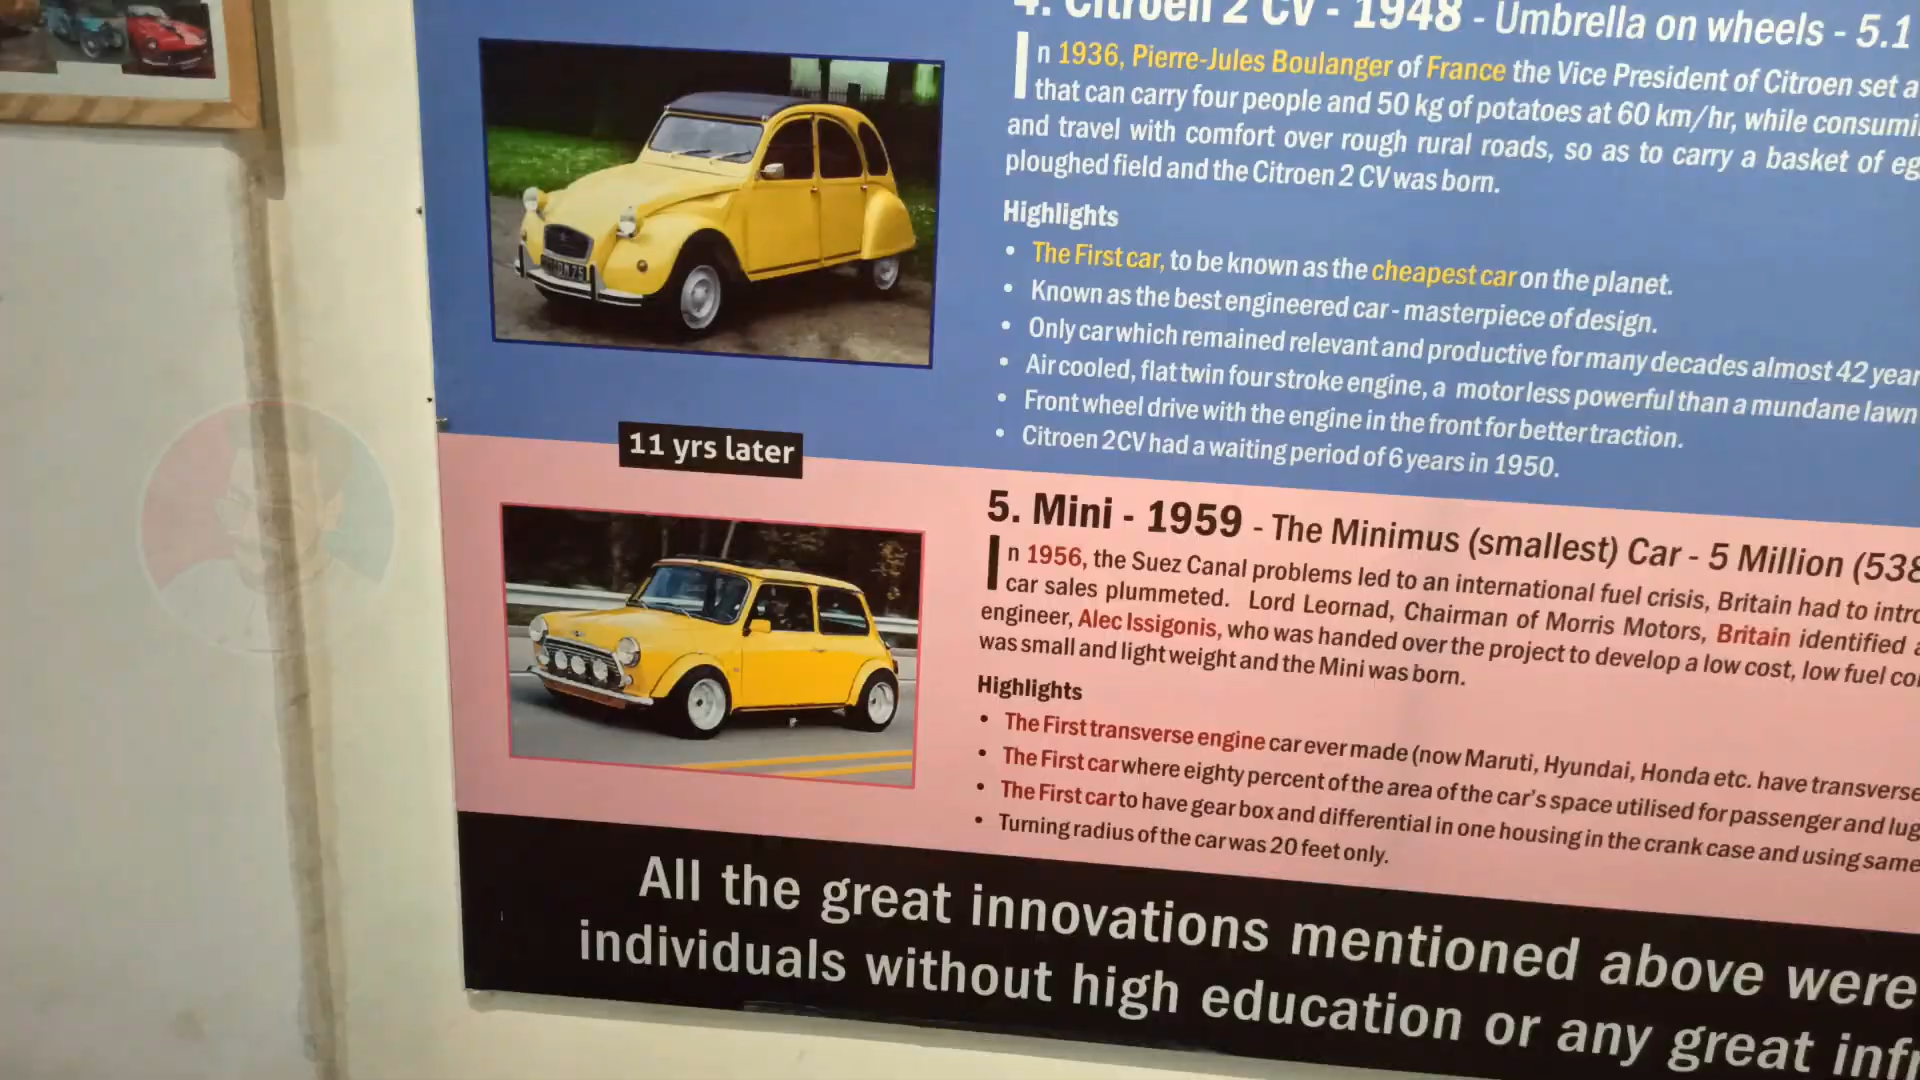 4. Citroen 2 CV - 1948 - Umbrella on wheels - 5.1
In 1936, Pierre-Jules Boulanger of France the Vice President of Citroen set a
that can carry four people and 50 kg of potatoes at 60 km/hr, while consumi
and travel with comfort over rough rural roads, so as to carry a basket of eg
ploughed field and the Citroen 2 CV was born.
Highlights
• The First car, to be known as the cheapest car on the planet.
• Known as the best engineered car - masterpiece of design.
• Only car which remained relevant and productive for many decades almost 42 year
• Air cooled, flat twin four stroke engine, a motor less powerful than a mundane lawn
• Front wheel drive with the engine in the front for better traction.
• Citroen 2CV had a waiting period of 6 years in 1950.
11 yrs later
5. Mini - 1959 - The Minimus (smallest) Car - 5 Million (538
In 1956, the Suez Canal problems led to an international fuel crisis, Britain had to intro
car sales plummeted. Lord Leornad, Chairman of Morris Motors, Britain identified a
engineer, Alec Issigonis, who was handed over the project to develop a low cost, low fuel co
was small and light weight and the Mini was born.
Highlights
• The First transverse engine car ever made (now Maruti, Hyundai, Honda etc. have transverse
• The First car where eighty percent of the area of the car's space utilised for passenger and lug
• The First car to have gear box and differential in one housing in the crank case and using same
• Turning radius of the car was 20 feet only.
All the great innovations mentioned above were
individuals without high education or any great infr